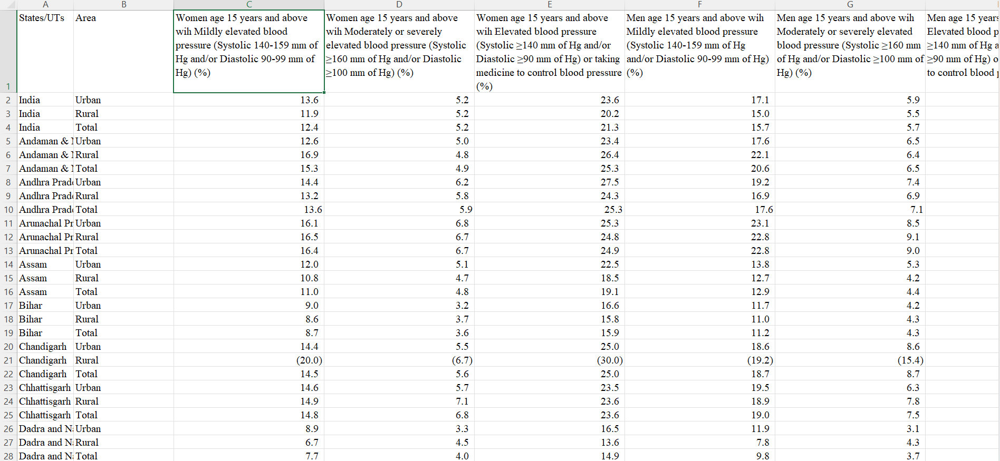 A B C D E F G
States/UTs Area Women age 15 years and above Women age 15 years and above Women age 15 years and above Men age 15 years and above wih Men age 15 years and above wih Men age 15 years
wih Mildly elevated blood wih Moderately or severely wih Elevated blood pressure Mildly elevated blood pressure Moderately or severely elevated Elevated blood p
pressure (Systolic 140-159 mm of elevated blood pressure (Systolic (Systolic ≥140 mm of Hg and/or (Systolic 140-159 mm of Hg blood pressure (Systolic ≥160 mm ≥140 mm of Hg a
Hg and/or Diastolic 90-99 mm of ≥160 mm of Hg and/or Diastolic Diastolic ≥90 mm of Hg) or taking and/or Diastolic 90-99 mm of Hg) of Hg and/or Diastolic ≥100 mm of ≥90 mm of Hg) o
Hg) (%) ≥100 mm of Hg) (%) medicine to control blood pressure (%) Hg) (%) to control blood
1 (%)
2 India Urban 13.6 5.2 23.6 17.1 5.9
3 India Rural 11.9 5.2 20.2 15.0 5.5
4 India Total 12.4 5.2 21.3 15.7 5.7
5 Andaman & Urban 12.6 5.0 23.4 17.6 6.5
6 Andaman & Rural 16.9 4.8 26.4 22.1 6.4
7 Andaman & Total 15.3 4.9 25.3 20.6 6.5
8 Andhra Prade Urban 14.4 6.2 27.5 19.2 7.4
9 Andhra Prade Rural 13.2 5.8 24.3 16.9 6.9
10 Andhra Prade Total 13.6 5.9 25.3 17.6 7.1
11 Arunachal Pr Urban 16.1 6.8 25.3 23.1 8.5
12 Arunachal Pr Rural 16.5 6.7 24.8 22.8 9.1
13 Arunachal Pr Total 16.4 6.7 24.9 22.8 9.0
14 Assam Urban 12.0 5.1 22.5 13.8 5.3
15 Assam Rural 10.8 4.7 18.5 12.7 4.2
16 Assam Total 11.0 4.8 19.1 12.9 4.4
17 Bihar Urban 9.0 3.2 16.6 11.7 4.2
18 Bihar Rural 8.6 3.7 15.8 11.0 4.3
19 Bihar Total 8.7 3.6 15.9 11.2 4.3
20 Chandigarh Urban 14.4 5.5 25.0 18.6 8.6
21 Chandigarh Rural (20.0) (6.7) (30.0) (19.2) (15.4)
22 Chandigarh Total 14.5 5.6 25.0 18.7 8.7
23 Chhattisgarh Urban 14.6 5.7 23.5 19.5 6.3
24 Chhattisgarh Rural 14.9 7.1 23.6 18.9 7.8
25 Chhattisgarh Total 14.8 6.8 23.6 19.0 7.5
26 Dadra and Na Urban 8.9 3.3 16.5 11.9 3.1
27 Dadra and Na Rural 6.7 4.5 13.6 7.8 4.3
28 Dadra and Na Total 7.7 4.0 14.9 9.8 3.7